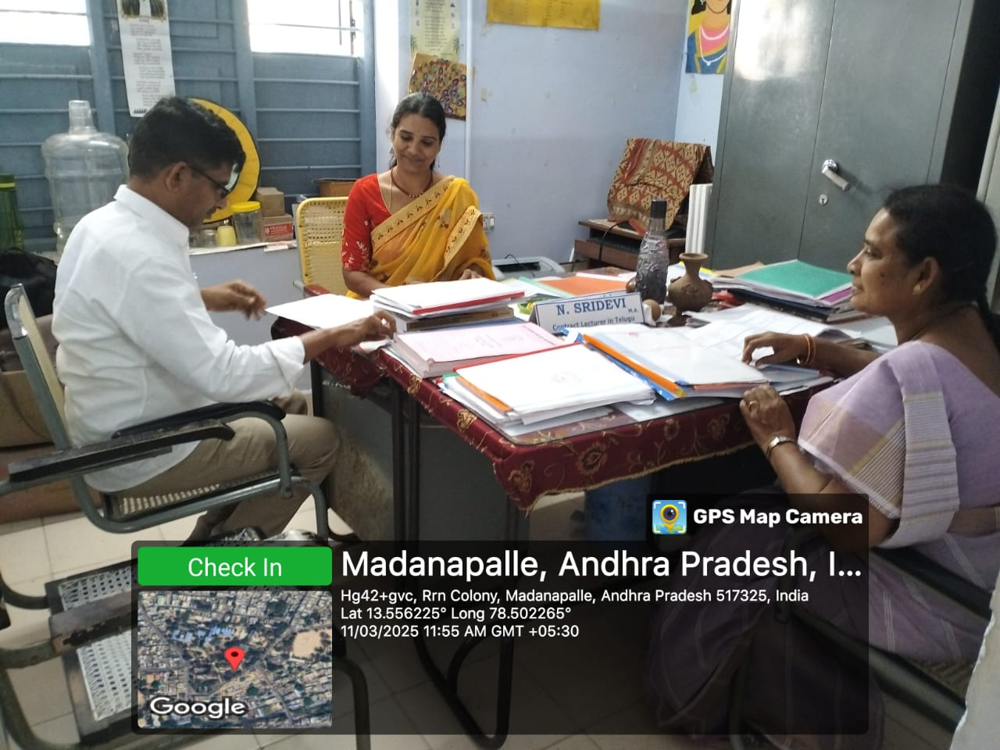 N. SRIDEVI
M.A.
Contract Lecturer in Telugu
GPS Map Camera
Check In
Madanapalle, Andhra Pradesh, I...
Hg42+gvc, Rrn Colony, Madanapalle, Andhra Pradesh 517325, India
Lat 13.556225° Long 78.502265°
11/03/2025 11:55 AM GMT +05:30
Google